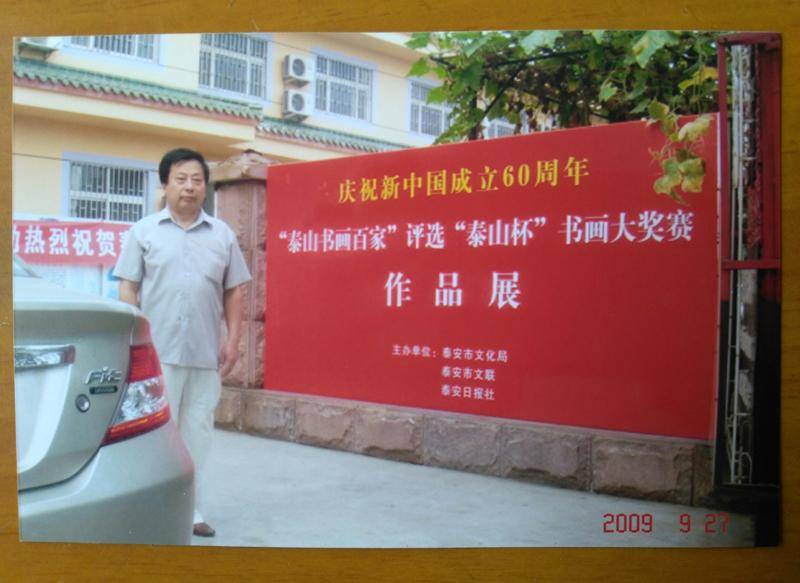 庆祝新中国成立60周年
“泰山书画百家”评选“泰山杯”书画大奖赛
作品展
主办单位：泰安市文化局
泰安市文联
泰安日报社
热烈祝贺
2009 9 27